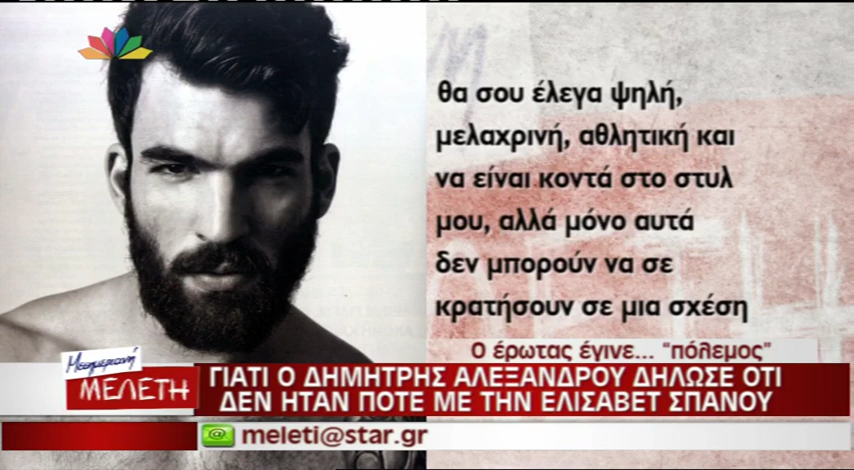 θα σου έλεγα ψηλή,
μελαχρινή, αθλητική και
να είναι κοντά στο στυλ
μου, αλλά μόνο αυτά
δεν μπορούν να σε
κρατήσουν σε μια σχέση
Ο έρωτας έγινε... “πόλεμος”
Μεσημεριανή
ΜΕΛΕΤΗ
ΓΙΑΤΙ Ο ΔΗΜΗΤΡΗΣ ΑΛΕΞΑΝΔΡΟΥ ΔΗΛΩΣΕ ΟΤΙ
ΔΕΝ ΗΤΑΝ ΠΟΤΕ ΜΕ ΤΗΝ ΕΛΙΣΑΒΕΤ ΣΠΑΝΟΥ
@ meleti@star.gr